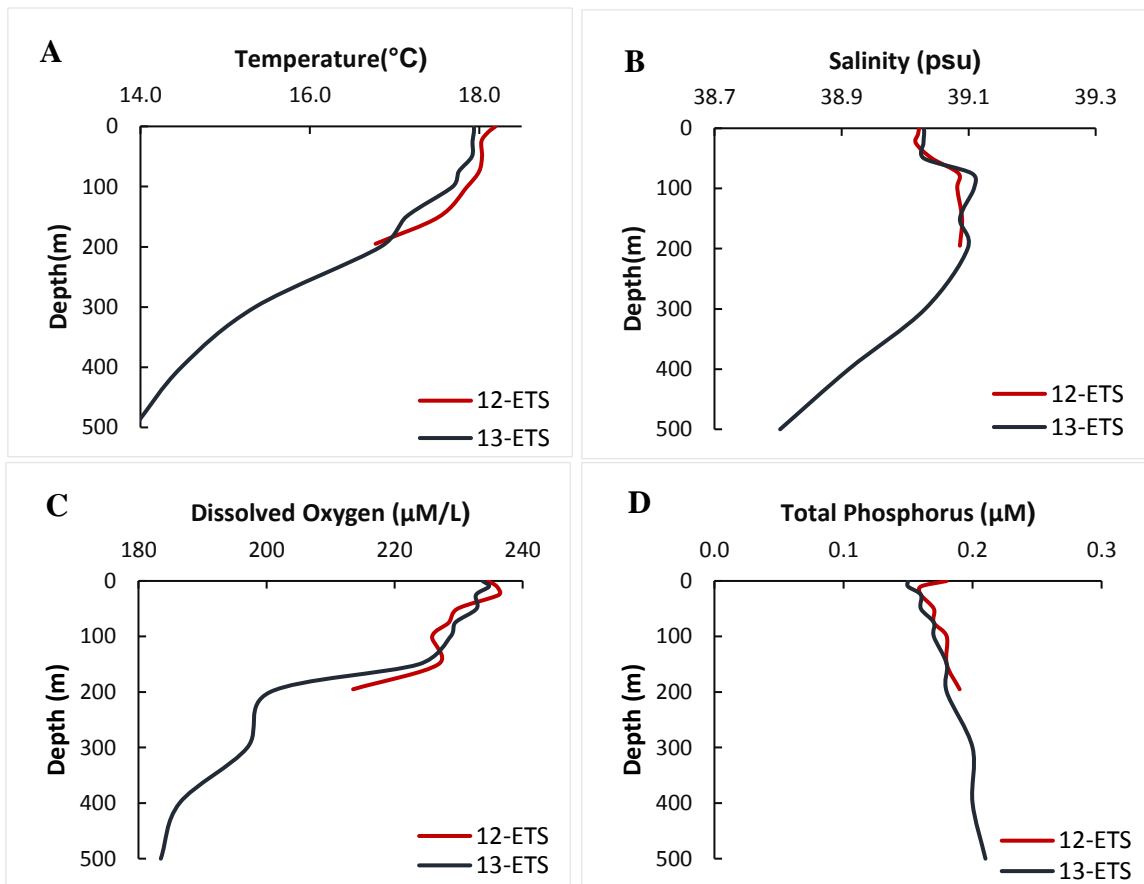 A
Temperature(°C)
14.0 16.0 18.0
0
100
200
300
400
500
Depth(m)
12-ETS
13-ETS
B
Salinity (psu)
38.7 38.9 39.1 39.3
0
100
200
300
400
500
Depth(m)
12-ETS
13-ETS
C
Dissolved Oxygen (µM/L)
180 200 220 240
0
100
200
300
400
500
Depth (m)
12-ETS
13-ETS
D
Total Phosphorus (µM)
0.0 0.1 0.2 0.3
0
100
200
300
400
500
Depth (m)
12-ETS
13-ETS